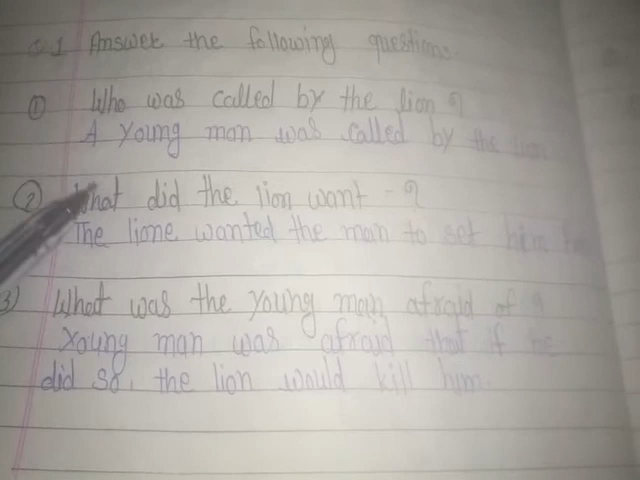 Q.1 Answer the following questions.
① Who was called by the lion ?
A young man was called by the lion
② What did the lion want - ?
The lione wanted the man to set him
3) What was the young man afraid of ?
Young man was afraid that if he
did so, the lion would kill him.